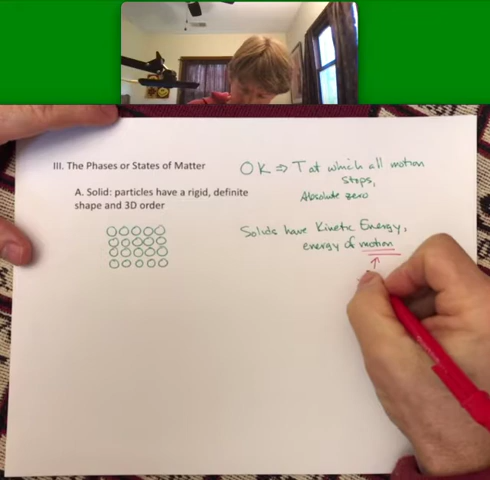 III. The Phases or States of Matter
A. Solid: particles have a rigid, definite
shape and 3D order
OK ⇒ T at which all motion
stops,
Absolute zero
Solids have Kinetic Energy,
energy of motion